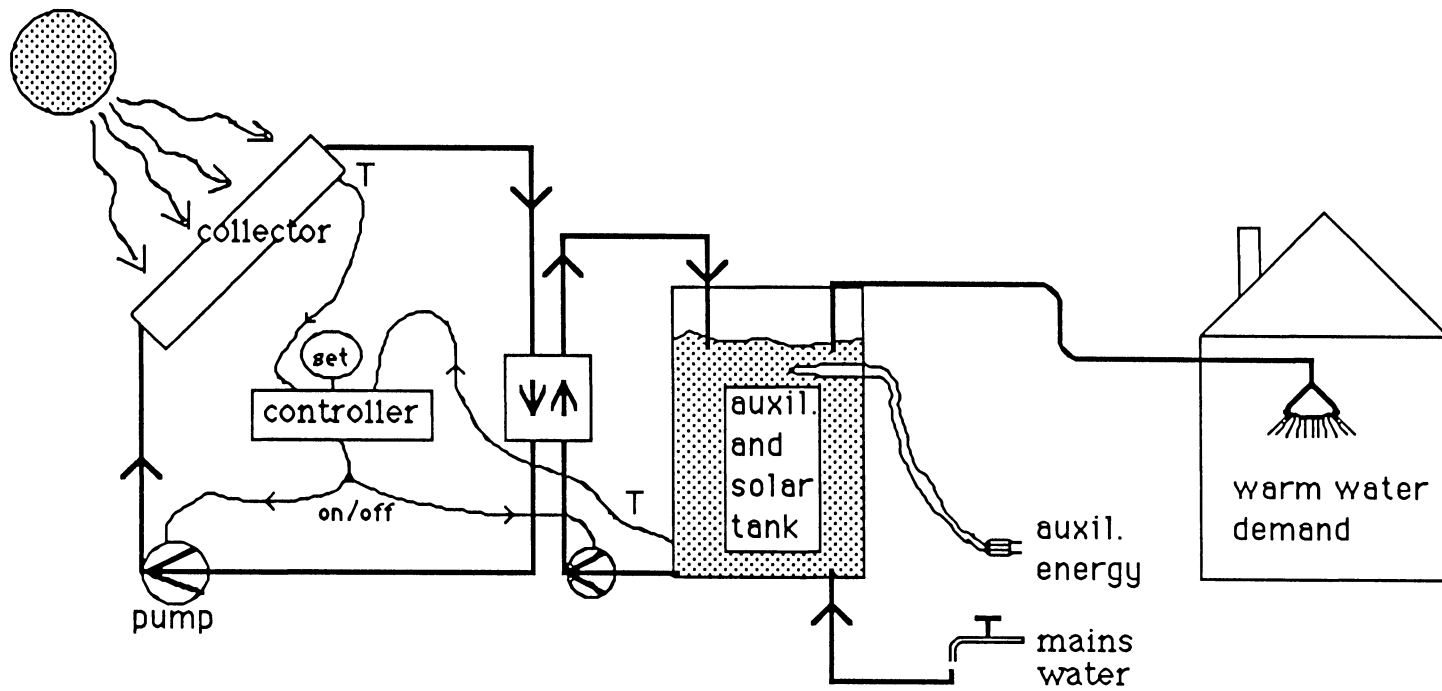 T
collector
set
controller
auxil.
and
solar
tank
T
on/off
warm water
demand
auxil.
energy
pump
mains
water